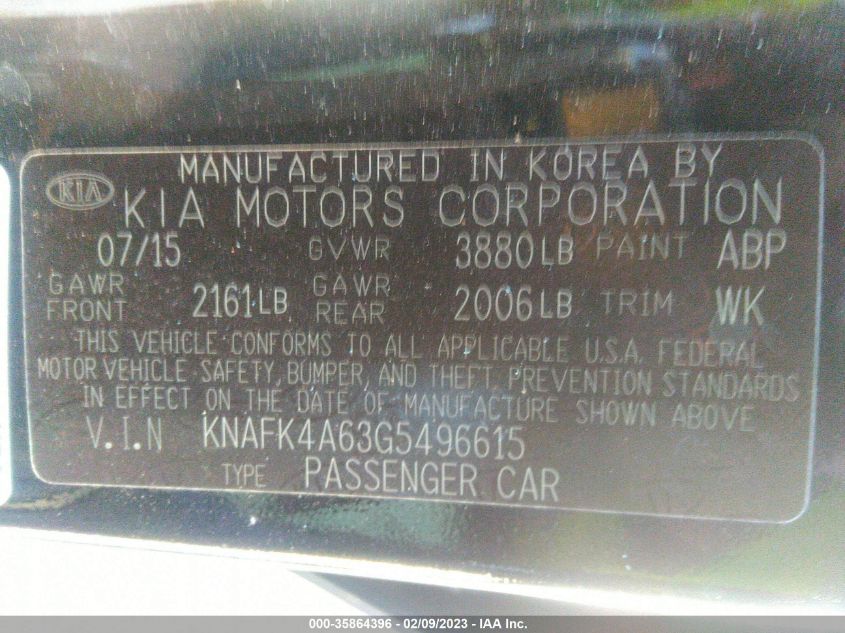 MANUFACTURED IN KOREA BY
KIA
KIA MOTORS CORPORATION
07/15 GVWR 3880LB PAINT ABP
GAWR FRONT 2161LB GAWR REAR 2006LB TRIM WK
THIS VEHICLE CONFORMS TO ALL APPLICABLE U.S.A. FEDERAL
MOTOR VEHICLE SAFETY, BUMPER, AND THEFT PREVENTION STANDARDS
IN EFFECT ON THE DATE OF MANUFACTURE SHOWN ABOVE
V.I.N KNAFK4A63G5496615
TYPE PASSENGER CAR
000-35864396 - 02/09/2023 - IAA Inc.